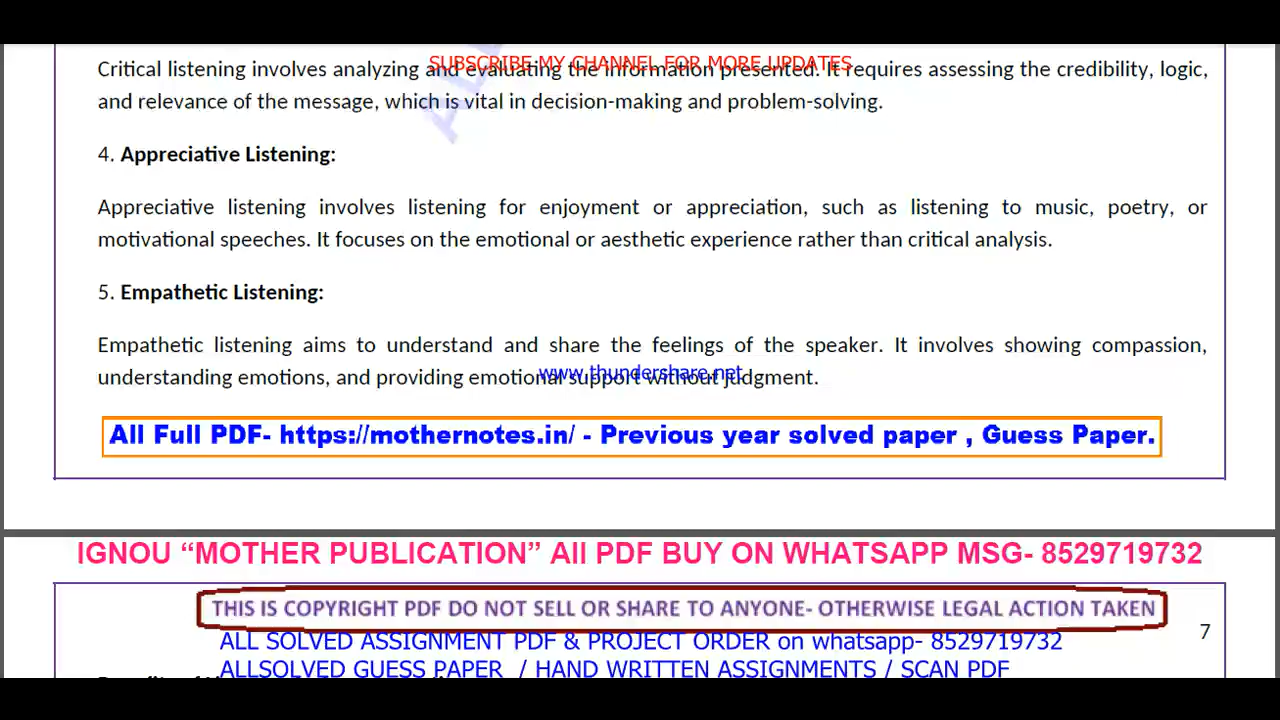 SUBSCRIBE MY CHANNEL FOR MORE UPDATES
Critical listening involves analyzing and evaluating the information presented. It requires assessing the credibility, logic,
and relevance of the message, which is vital in decision-making and problem-solving.
4. Appreciative Listening:
Appreciative listening involves listening for enjoyment or appreciation, such as listening to music, poetry, or
motivational speeches. It focuses on the emotional or aesthetic experience rather than critical analysis.
5. Empathetic Listening:
Empathetic listening aims to understand and share the feelings of the speaker. It involves showing compassion,
www.thundershare.net
understanding emotions, and providing emotional support without judgment.
All Full PDF- https://mothernotes.in/ - Previous year solved paper , Guess Paper.
IGNOU “MOTHER PUBLICATION” All PDF BUY ON WHATSAPP MSG- 8529719732
THIS IS COPYRIGHT PDF DO NOT SELL OR SHARE TO ANYONE- OTHERWISE LEGAL ACTION TAKEN
7
ALL SOLVED ASSIGNMENT PDF & PROJECT ORDER on whatsapp- 8529719732
ALLSOLVED GUESS PAPER / HAND WRITTEN ASSIGNMENTS / SCAN PDF